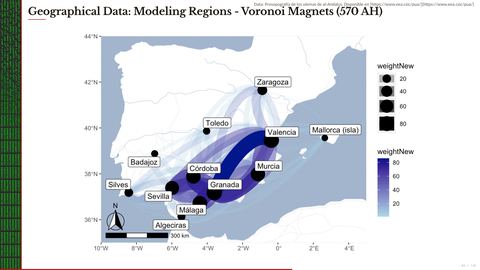 Geographical Data: Modeling Regions - Voronoï Magnets (570 AH)
44°N
42°N
40°N
38°N
36°N
10°W
8°W
6°W
4°W
2°W
0°
2°E
4°E
Zaragoza
Toledo
Valencia
Mallorca (isla)
Badajoz
Córdoba
Murcia
Silves
Granada
Sevilla
Málaga
Algeciras
N
300 km
weightNew
20
40
60
80
weightNew
80
60
40
20